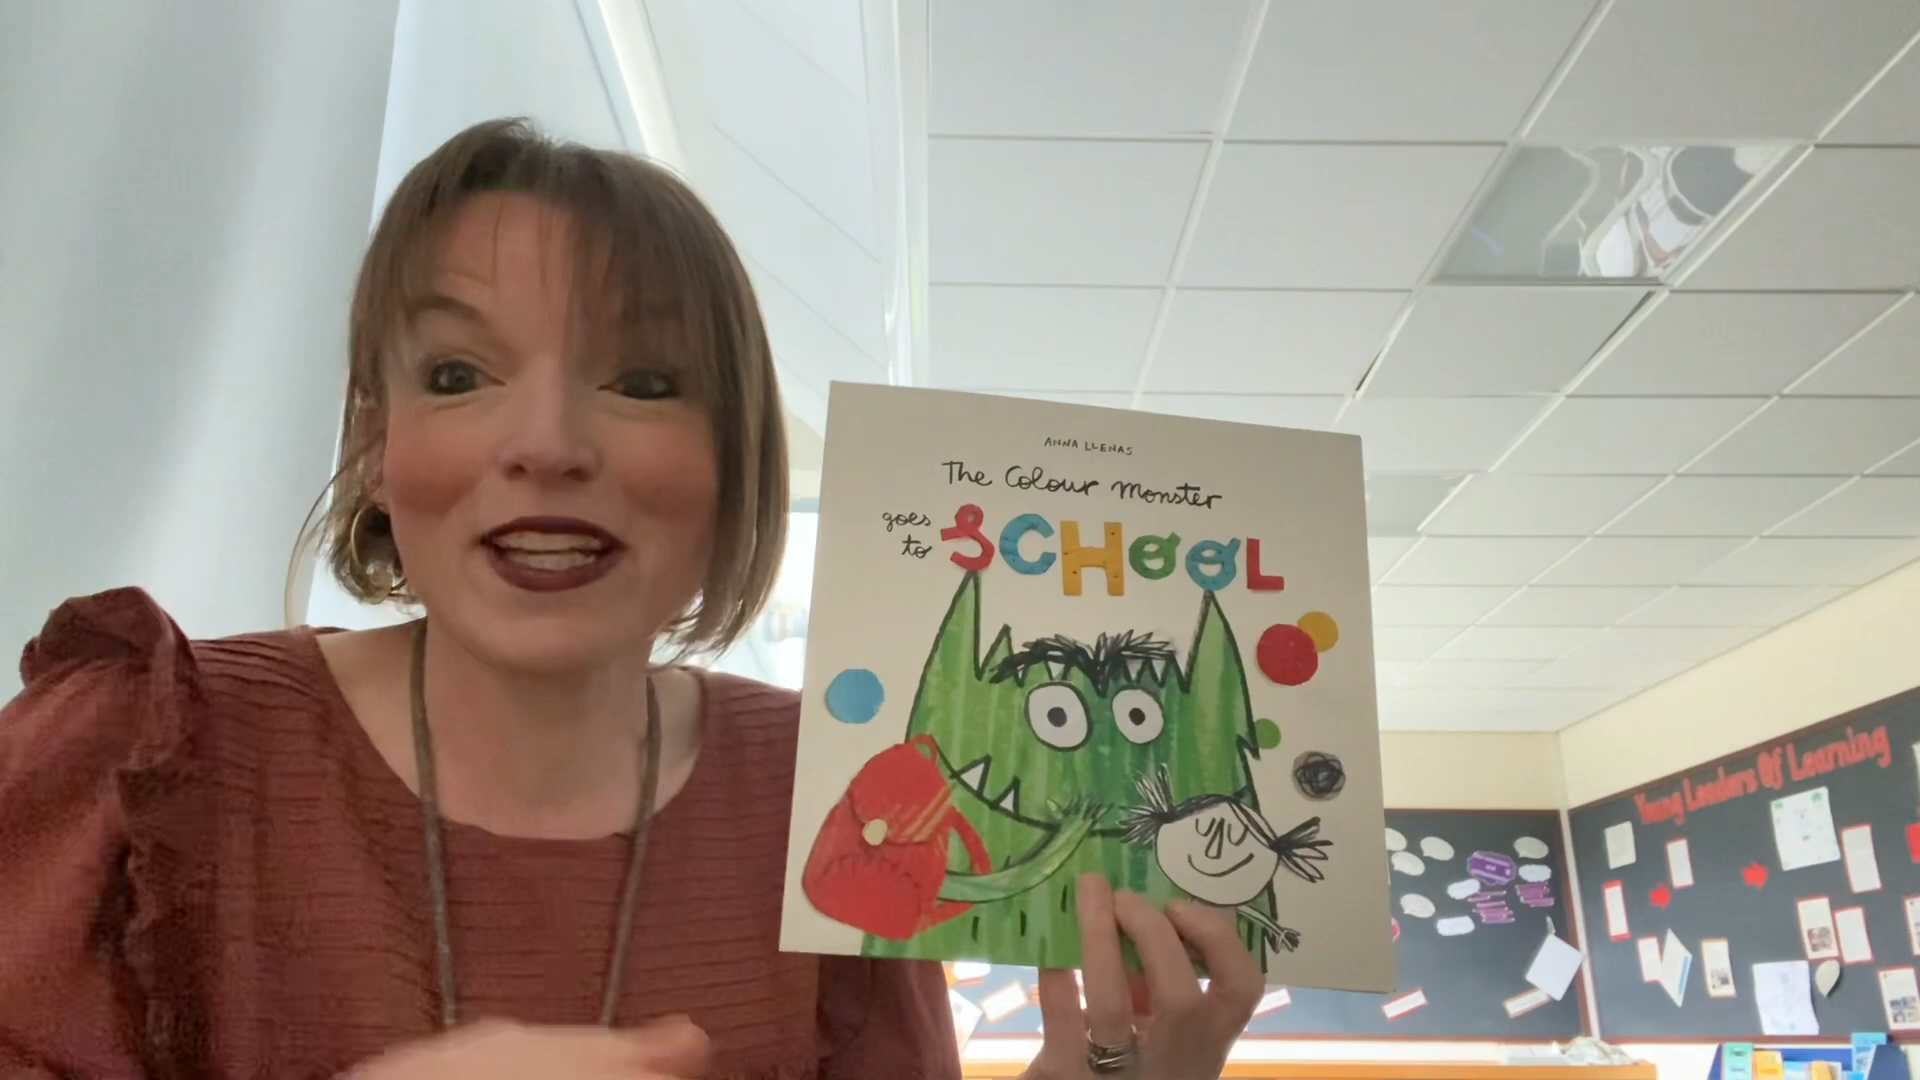 ANNA LLENAS
The Colour Monster
goes
to SCHOOL
Young Leaders Of Learning